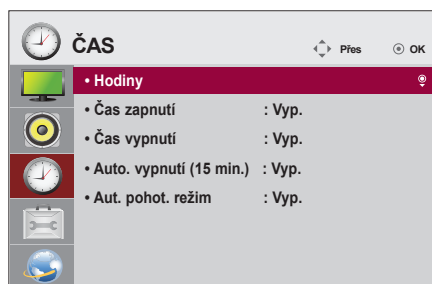 ČAS
Přes OK
• Hodiny
• Čas zapnutí : Vyp.
• Čas vypnutí : Vyp.
• Auto. vypnutí (15 min.) : Vyp.
• Aut. pohot. režim : Vyp.